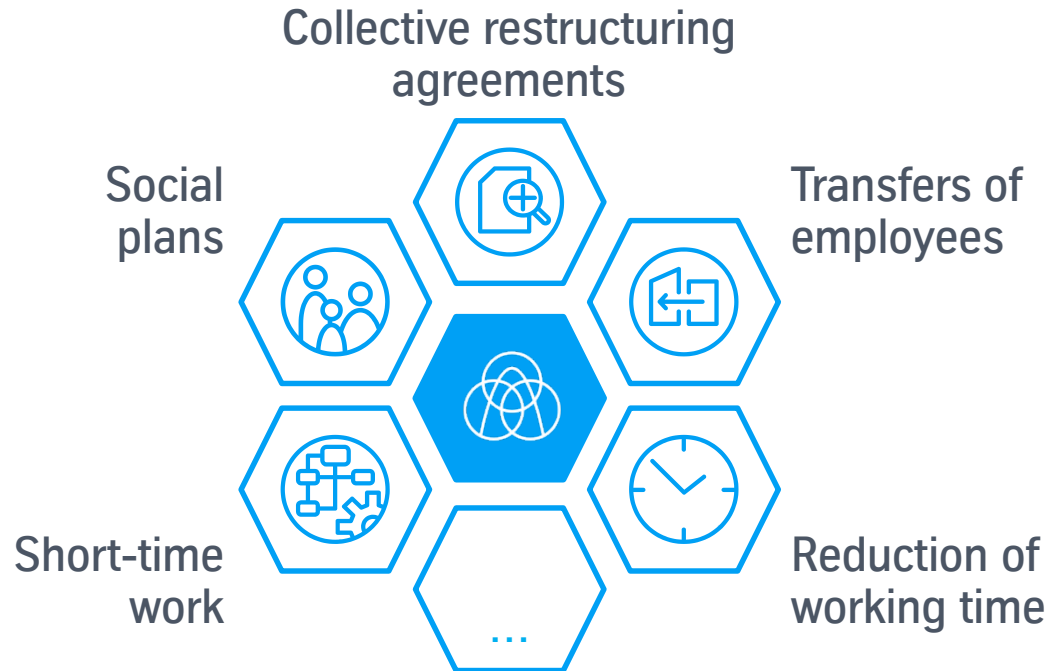 Collective restructuring
agreements
Social
plans
Transfers of
employees
Short-time
work
Reduction of
working time
...